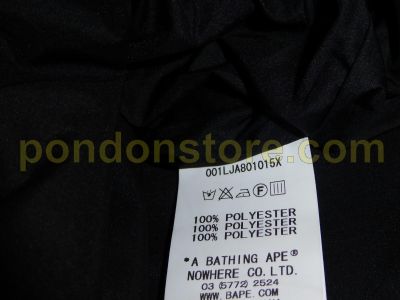 001LJA801015X
pondonstore.com
100% POLYESTER
100% POLYESTER
100% POLYESTER
*A BATHING APE®
NOWHERE CO. LTD.
03 (5772) 2524
WWW.BAPE.COM